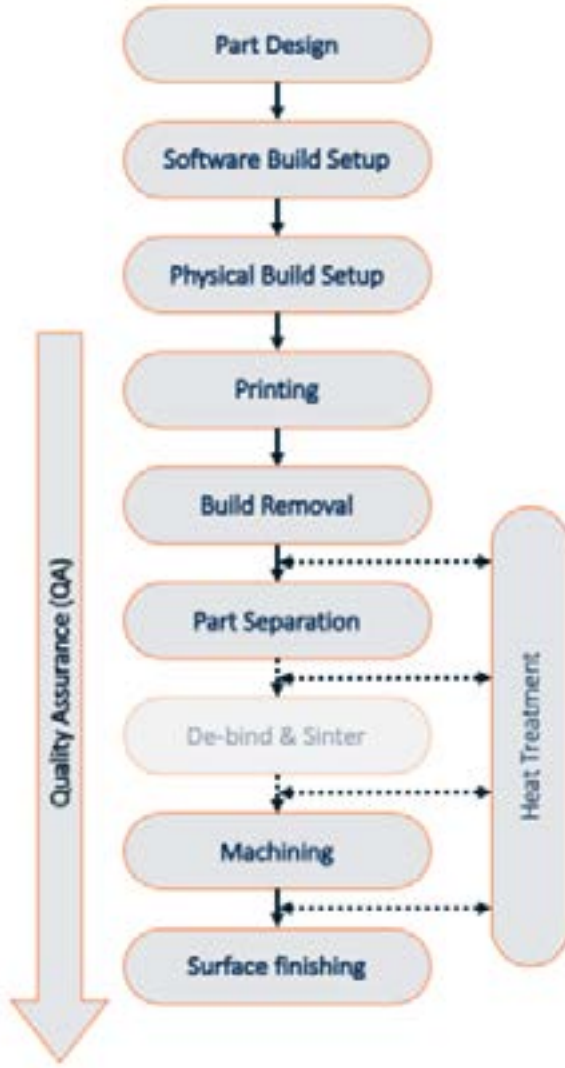 Part Design
Software Build Setup
Physical Build Setup
Printing
Build Removal
Part Separation
De-bind & Sinter
Machining
Surface finishing
Quality Assurance (QA)
Heat Treatment